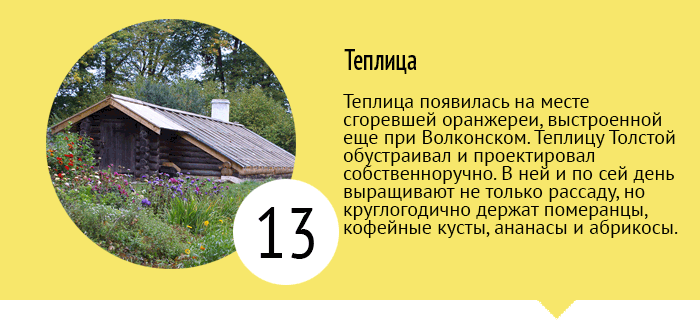 Теплица
Теплица появилась на месте
сгоревшей оранжереи, выстроенной
еще при Волконском. Теплицу Толстой
обустраивал и проектировал
собственноручно. В ней и по сей день
выращивают не только рассаду, но
круглогодично держат померанцы,
кофейные кусты, ананасы и абрикосы.
13